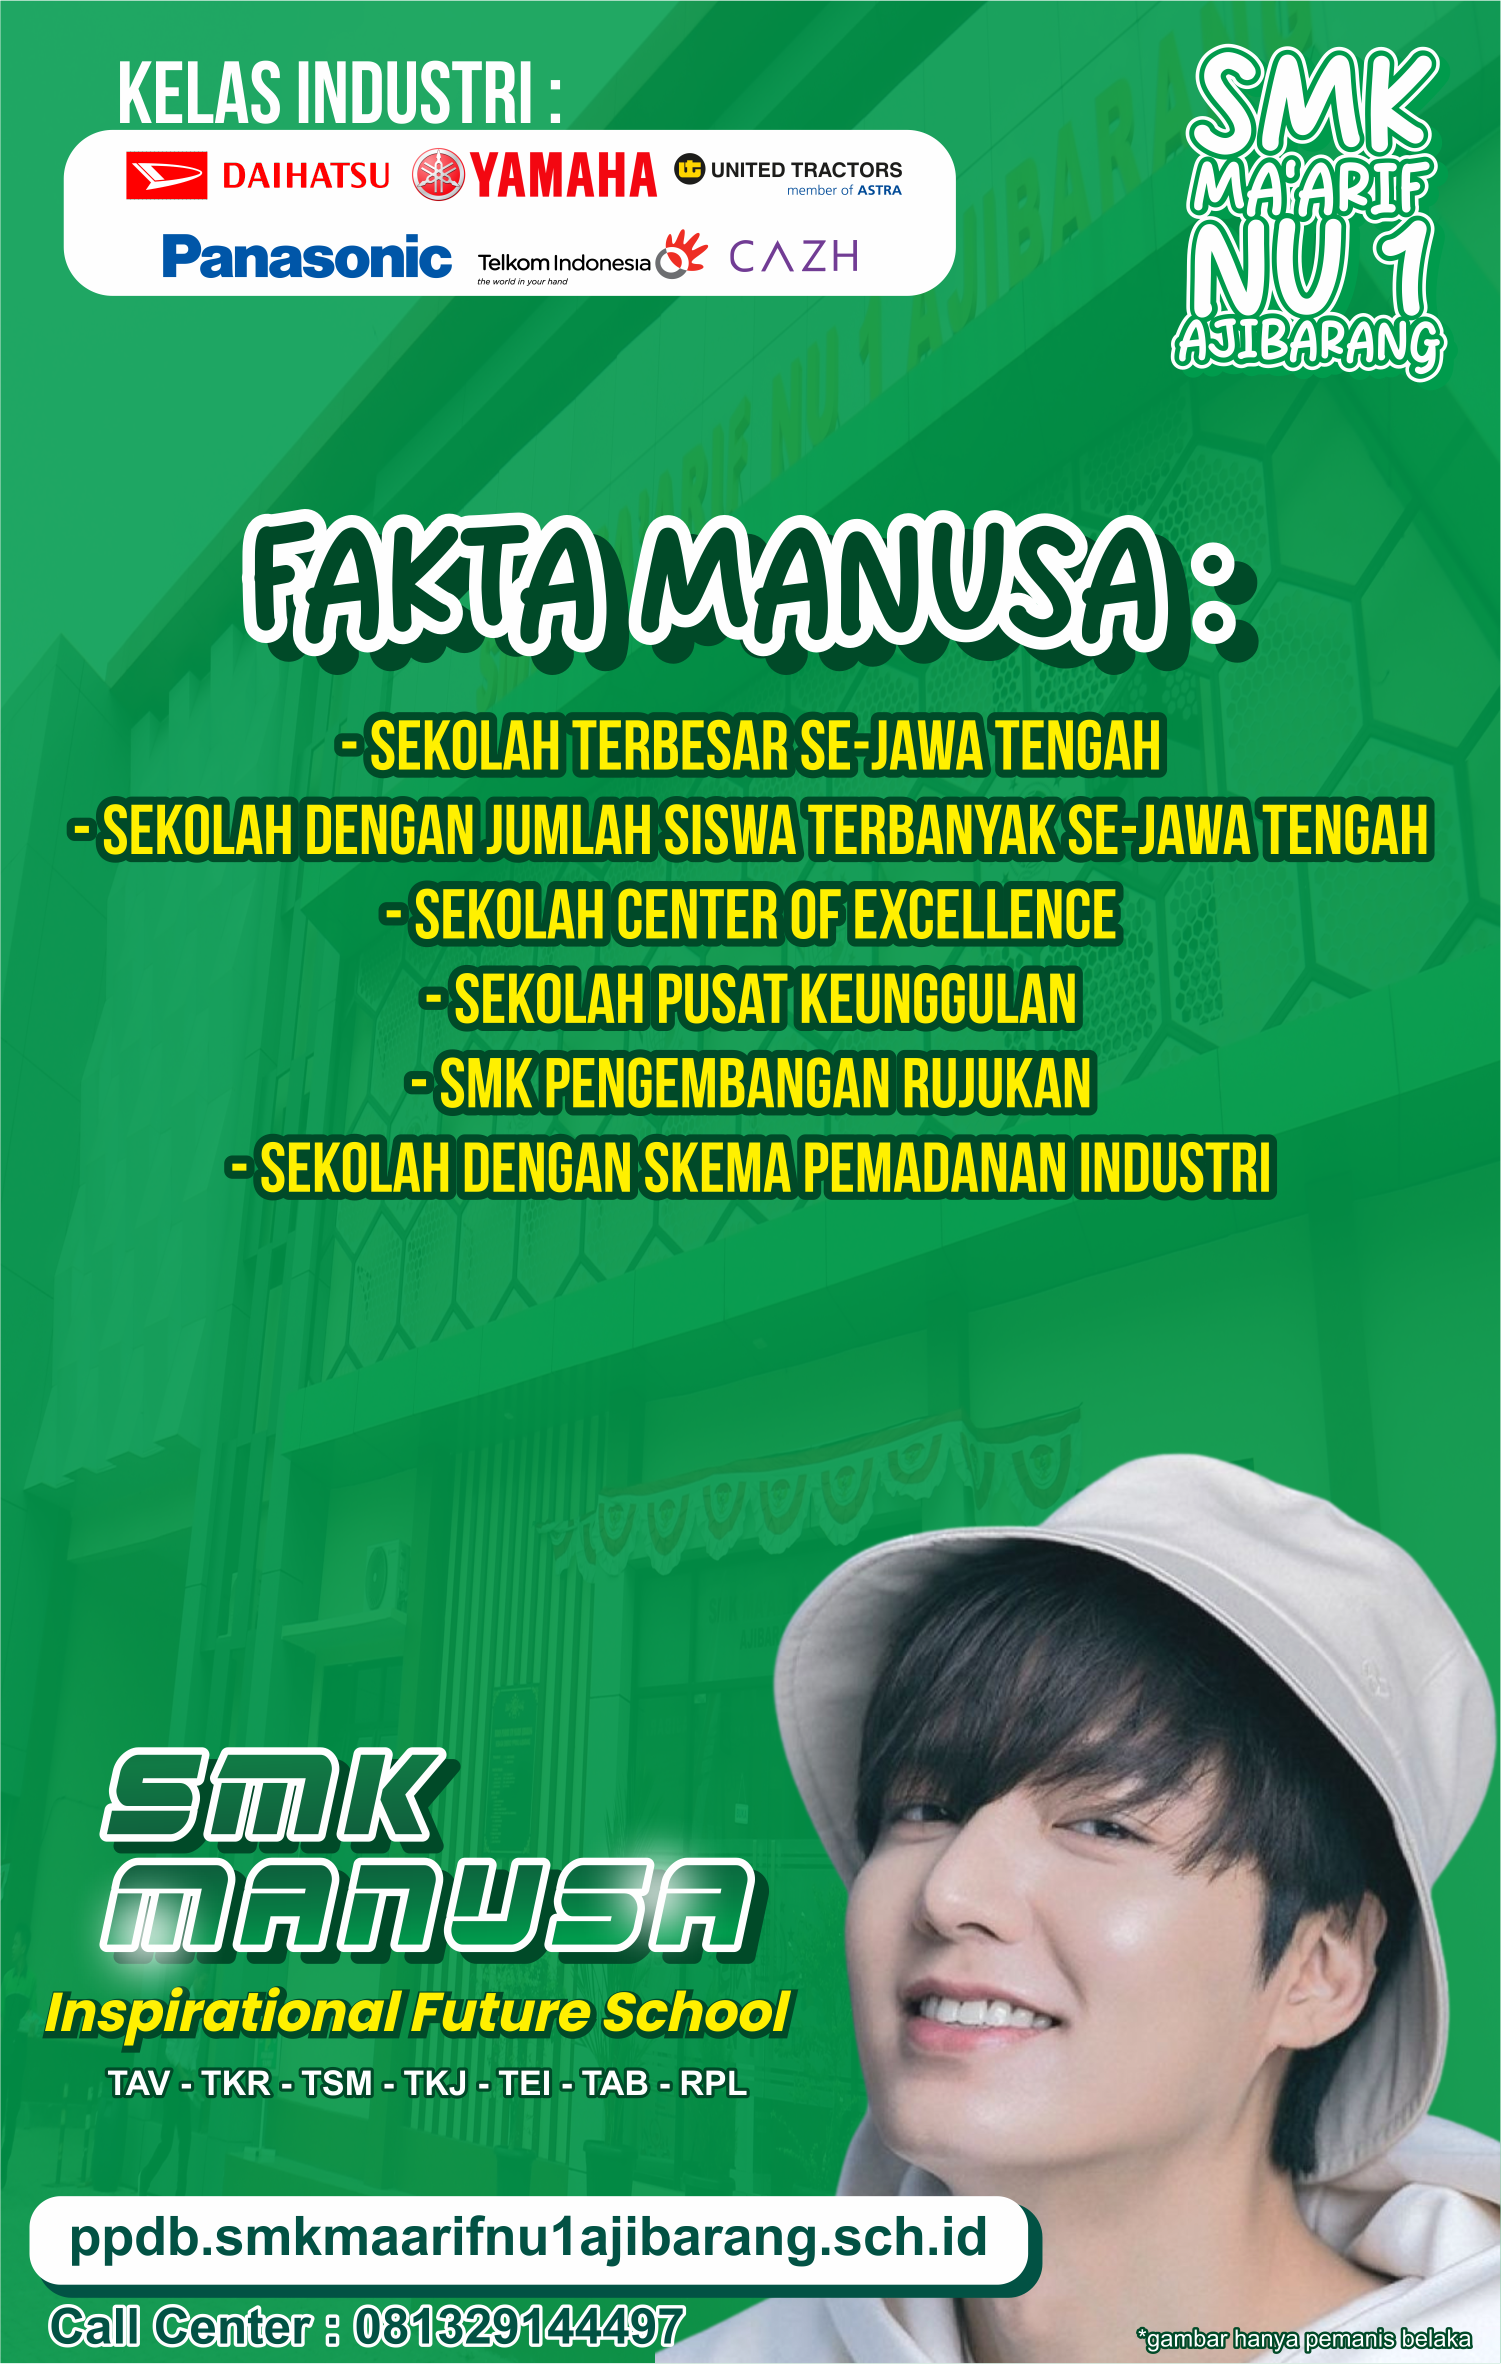 KELAS INDUSTRI :
DAIHATSU YAMAHA UNITED TRACTORS
member of ASTRA
Panasonic TelkomIndonesia CAZH
the world in your hand
SMK
MA'ARIF
NU 1
AJIBARANG
FAKTA MANUSA :
- SEKOLAH TERBESAR SE-JAWA TENGAH
- SEKOLAH DENGAN JUMLAH SISWA TERBANYAK SE-JAWA TENGAH
- SEKOLAH CENTER OF EXCELLENCE
- SEKOLAH PUSAT KEUNGGULAN
- SMK PENGEMBANGAN RUJUKAN
- SEKOLAH DENGAN SKEMA PEMADANAN INDUSTRI
SMK
MANUSA
Inspirational Future School
TAV - TKR - TSM - TKJ - TEI - TAB - RPL
ppdb.smkmaarifnu1ajibarang.sch.id
Call Center : 081329144497
*gambar hanya pemanis belaka